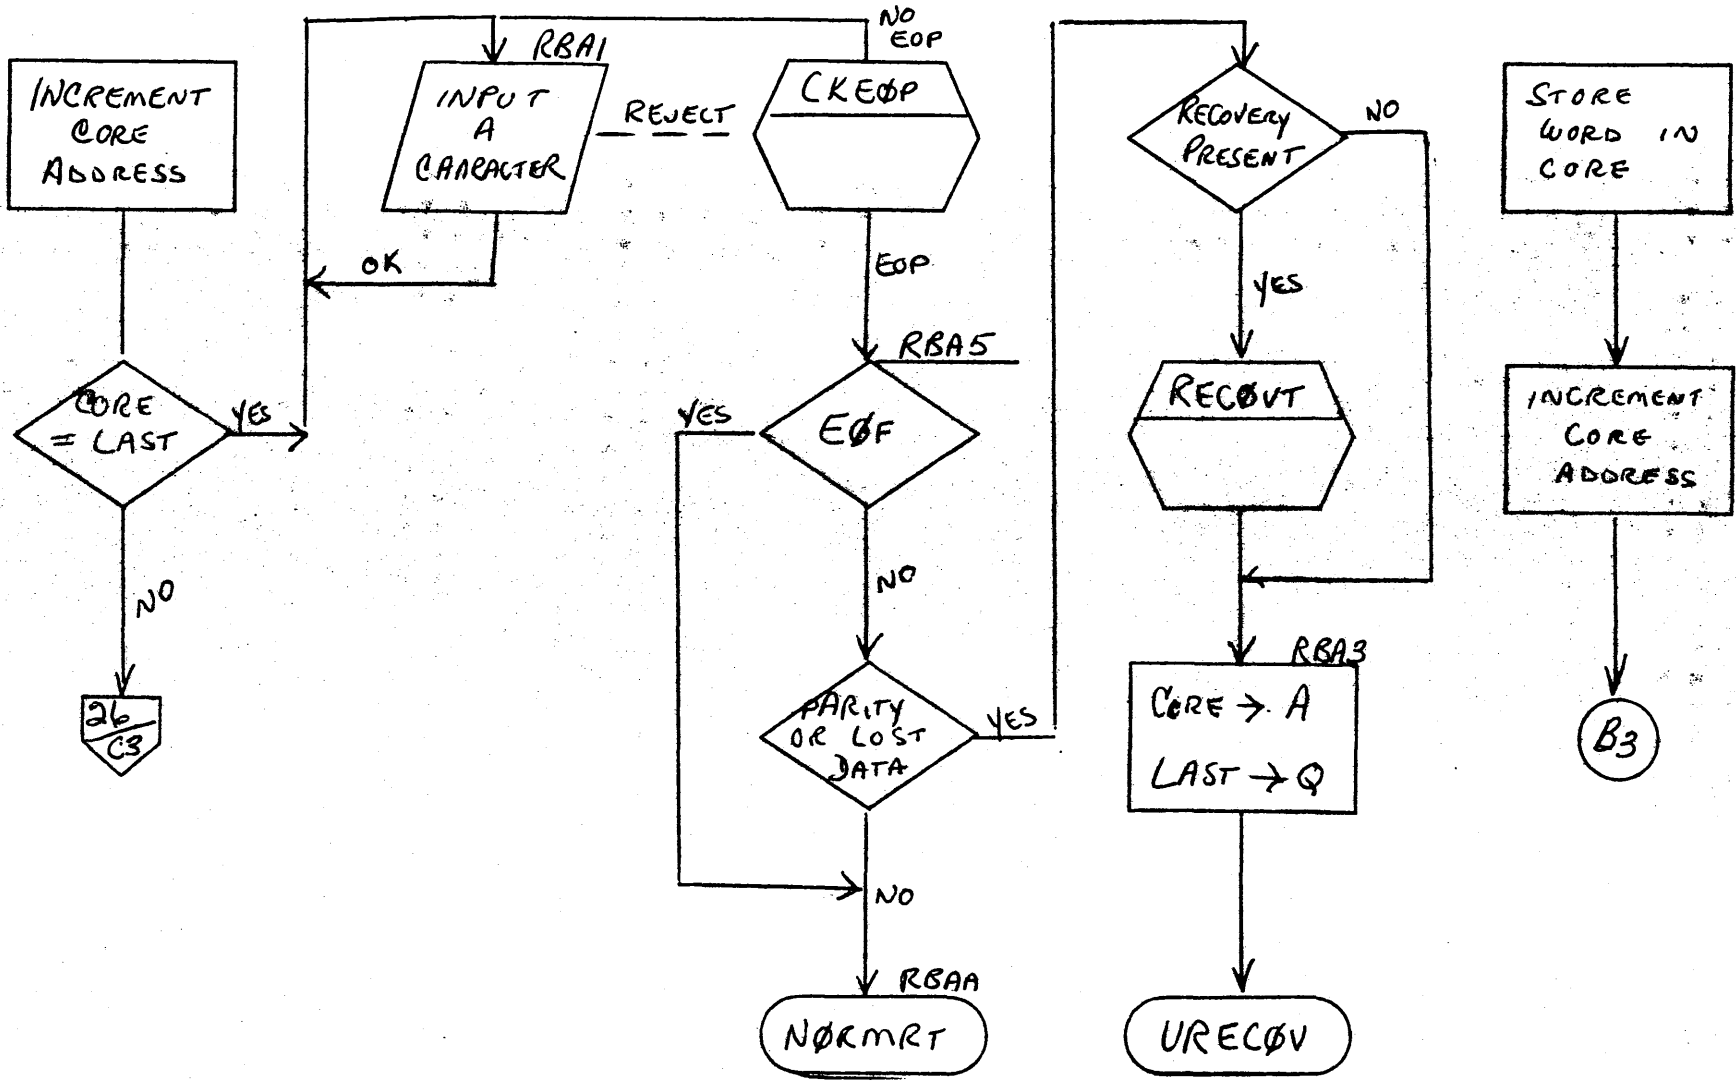 INCREMENT
CORE
ADDRESS
CORE
= LAST
YES
NO
26
C3
RBA1
INPUT
A
CHARACTER
OK
REJECT
NO
EOP
CKEØP
EOP
RBA5
EØF
YES
NO
PARITY
OR LOST
DATA
YES
NO
RBAA
NØRMRT
RECOVERY
PRESENT
NO
YES
RECØVT
RBA3
CORE → A
LAST → Q
URECØV
STORE
WORD IN
CORE
INCREMENT
CORE
ADDRESS
B3